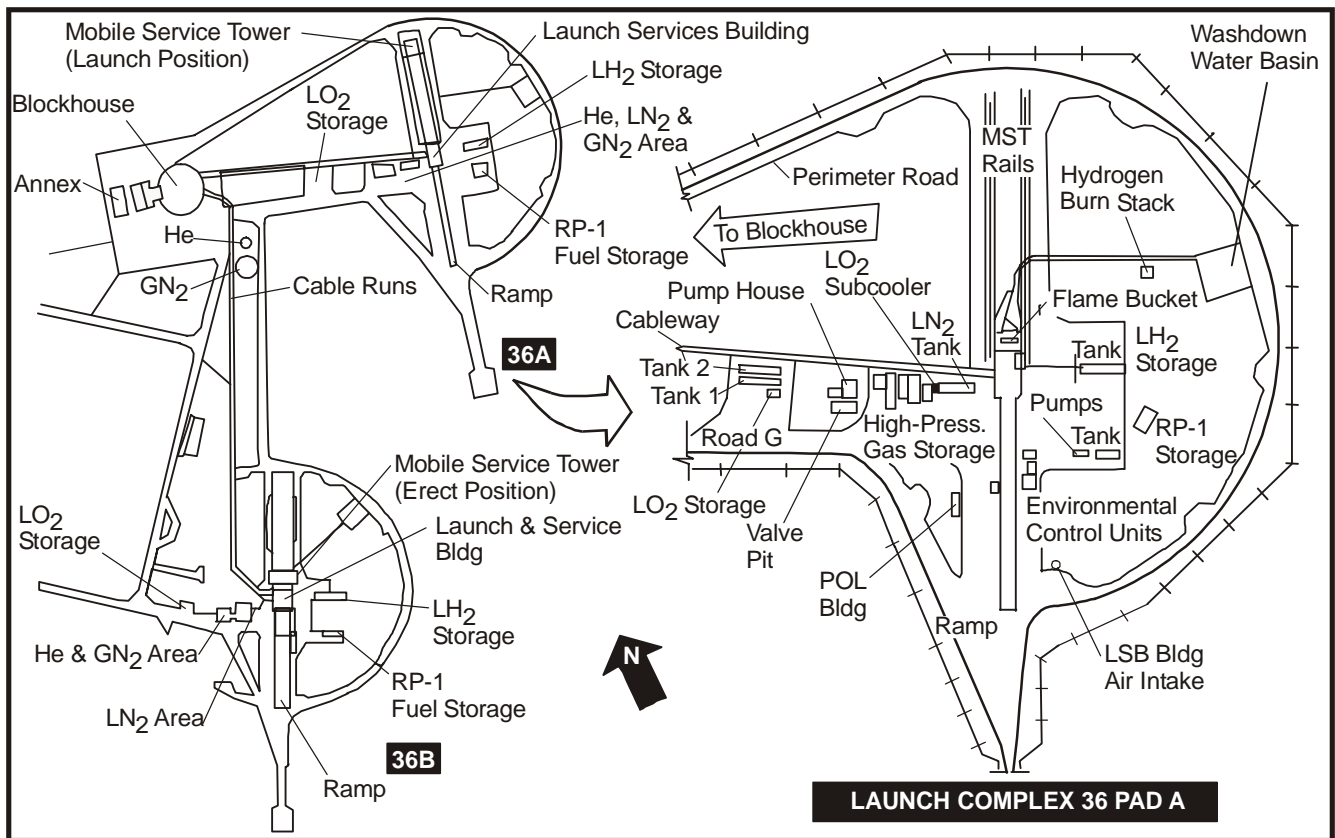 Mobile Service Tower
(Launch Position)
Launch Services Building
LH2 Storage
Blockhouse
LO2
Storage
He, LN2 &
GN2 Area
Annex
He
GN2
Cable Runs
RP-1
Fuel Storage
Ramp
36A
Mobile Service Tower
(Erect Position)
LO2
Storage
Launch & Service
Bldg
LH2
Storage
He & GN2 Area
RP-1
Fuel Storage
LN2 Area
36B
Ramp
N
Washdown
Water Basin
MST
Rails
Perimeter Road
Hydrogen
Burn Stack
To Blockhouse
LO2
Subcooler
Pump House
Flame Bucket
Cableway
LN2
Tank
LH2
Storage
Tank
Tank 2
Tank 1
Pumps
Road G
High-Press.
Gas Storage
Tank
RP-1
Storage
LO2 Storage
Valve
Pit
Environmental
Control Units
POL
Bldg
Ramp
LSB Bldg
Air Intake
LAUNCH COMPLEX 36 PAD A